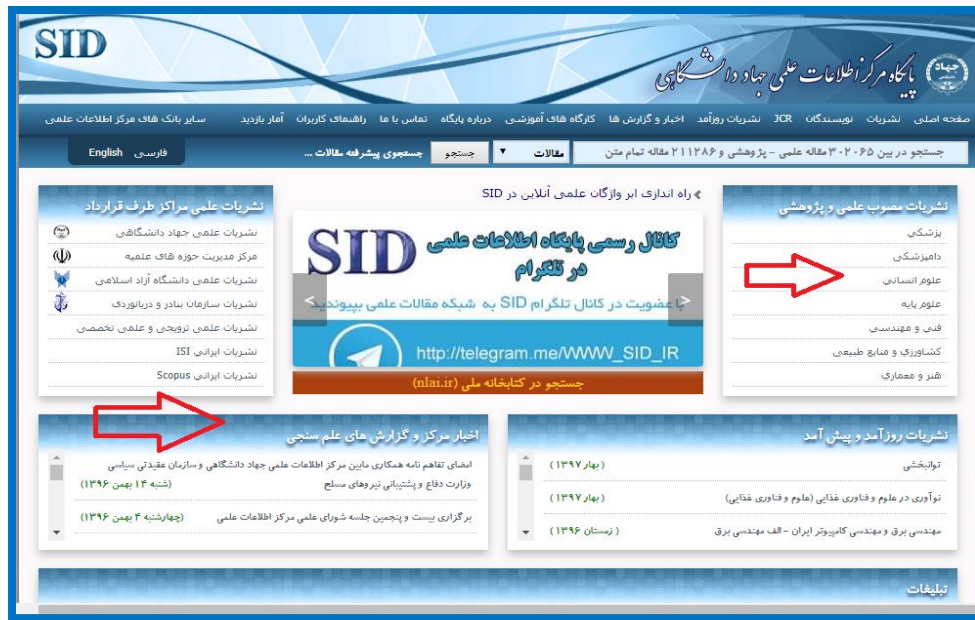 SID
پایگاه مرکز اطلاعات علمی جهاد دانشگاهی
صفحه اصلی نشریات نویسندگان JCR نشریات روزآمد اخبار و گزارش ها کارگاه های آموزشی درباره پایگاه تماس با ما راهنمای کاربران آمار بازدید سایر بانک های مرکز اطلاعات علمی
جستجو در بین ۳۰۲۰۶۵ مقاله علمی - پژوهشی و ۲۱۱۲۸۶ مقاله تمام متن مقالات جستجو جستجوی پیشرفته مقالات ... فارسی English
نشریات مصوب علمی و پژوهشی
پزشکی
دامپزشکی
علوم انسانی
علوم پایه
فنی و مهندسی
کشاورزی و منابع طبیعی
هنر و معماری
راه اندازی ابر واژگان علمی آنلاین در SID
کانال رسمی پایگاه اطلاعات علمی SID
در تلگرام
با عضویت در کانال تلگرام SID به شبکه مقالات علمی بپیوندید
http://telegram.me/WWW_SID_IR
جستجو در کتابخانه ملی (nlai.ir)
نشریات علمی مراکز طرف قرارداد
نشریات علمی جهاد دانشگاهی
مرکز مدیریت حوزه های علمیه
نشریات علمی دانشگاه آزاد اسلامی
نشریات سازمان بنادر و دریانوردی
نشریات علمی ترویجی و علمی تخصصی
نشریات ایرانی ISI
نشریات ایرانی Scopus
نشریات روزآمد و پیش آمد
توانبخشی (بهار ۱۳۹۷)
نوآوری در علوم و فناوری غذایی (علوم و فناوری غذایی) (بهار ۱۳۹۷)
مهندسی برق و مهندسی کامپیوتر ایران - الف مهندسی برق (زمستان ۱۳۹۶)
اخبار مرکز و گزارش های علم سنجی
امضای تفاهم نامه همکاری مابین مرکز اطلاعات علمی جهاد دانشگاهی و سازمان عقیدتی سیاسی
وزارت دفاع و پشتیبانی نیروهای مسلح (شنبه ۱۴ بهمن ۱۳۹۶)
برگزاری بیست و پنجمین جلسه شورای علمی مرکز اطلاعات علمی (چهارشنبه ۴ بهمن ۱۳۹۶)
تبلیغات